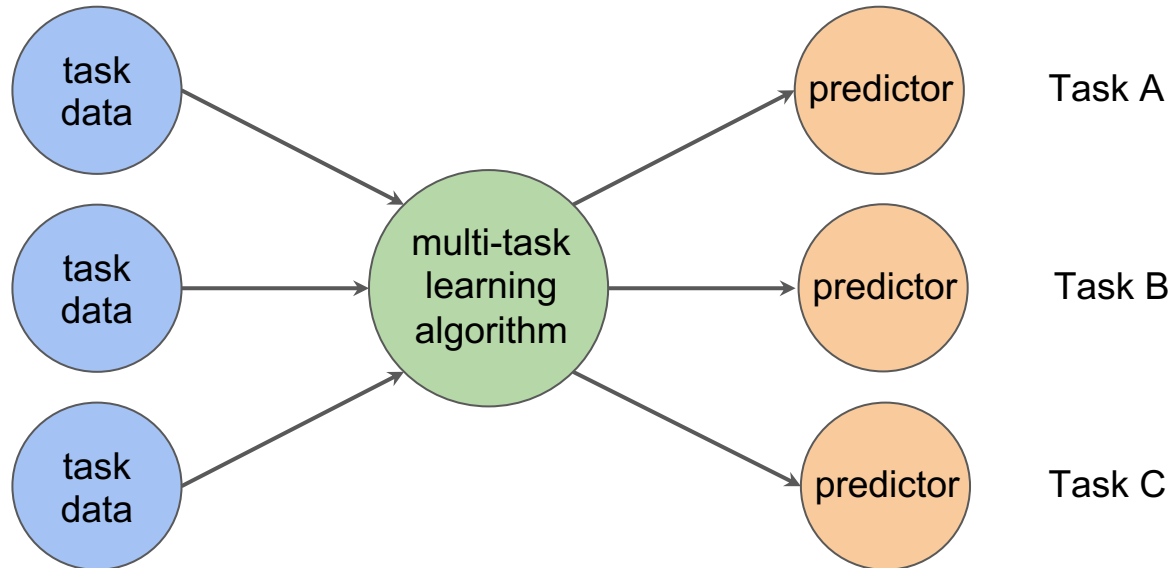 task
data
predictor
Task A
task
data
multi-task
learning
algorithm
predictor
Task B
task
data
predictor
Task C